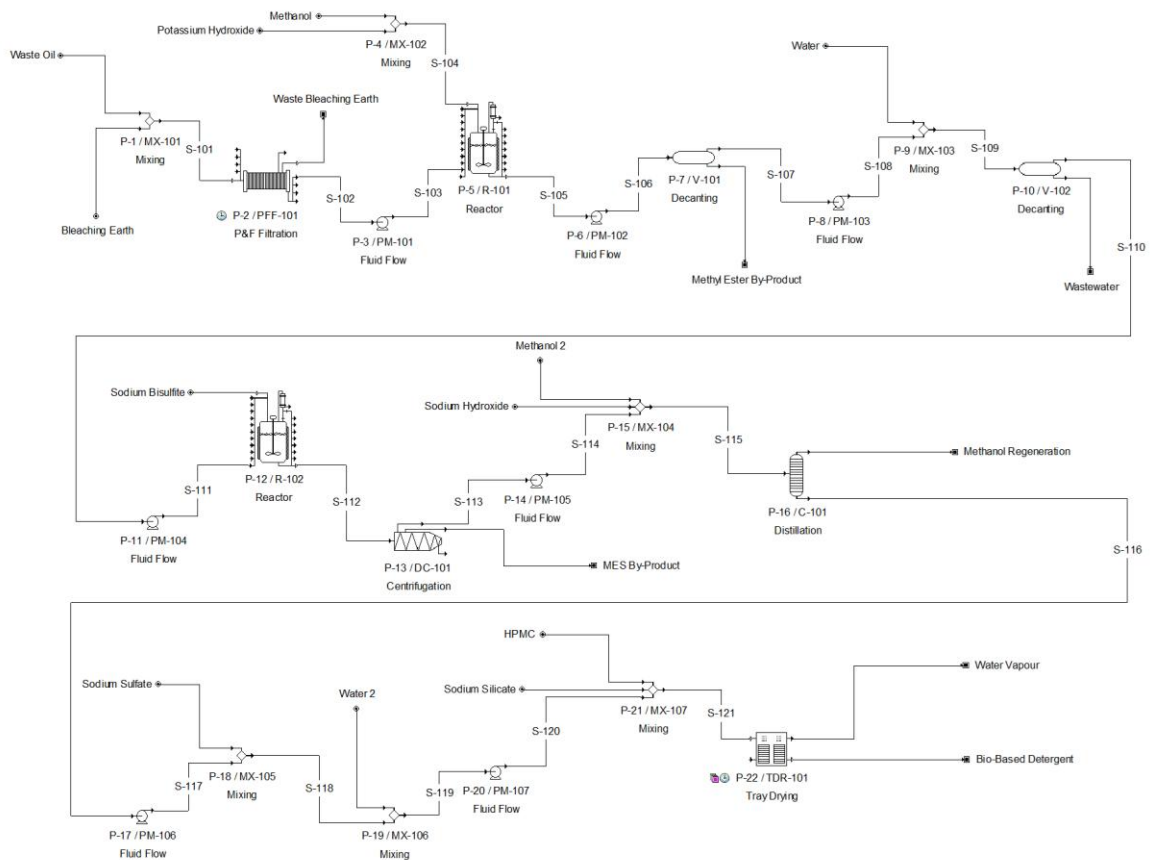 Methanol
Potassium Hydroxide
P-4 / MX-102
Mixing
S-104
Waste Oil
Water
Waste Bleaching Earth
P-1 / MX-101
Mixing
S-101
P-5 / R-101
Reactor
P-9 / MX-103
Mixing
S-109
P-7 / V-101
Decanting
P-10 / V-102
Decanting
S-102
S-103
S-105
S-106
S-107
S-108
Bleaching Earth
P-2 / PFF-101
P&F Filtration
P-3 / PM-101
Fluid Flow
P-6 / PM-102
Fluid Flow
P-8 / PM-103
Fluid Flow
S-110
Methyl Ester By-Product
Wastewater
Methanol 2
Sodium Bisulfite
Sodium Hydroxide
P-15 / MX-104
Mixing
S-114
S-115
Methanol Regeneration
P-12 / R-102
Reactor
S-111
S-112
S-113
P-14 / PM-105
Fluid Flow
P-16 / C-101
Distillation
P-11 / PM-104
Fluid Flow
P-13 / DC-101
Centrifugation
MES By-Product
S-116
HPMC
Sodium Sulfate
Water 2
Sodium Silicate
P-21 / MX-107
Mixing
S-121
Water Vapour
P-18 / MX-105
Mixing
S-117
S-118
S-119
S-120
P-20 / PM-107
Fluid Flow
Bio-Based Detergent
P-22 / TDR-101
Tray Drying
P-17 / PM-106
Fluid Flow
P-19 / MX-106
Mixing